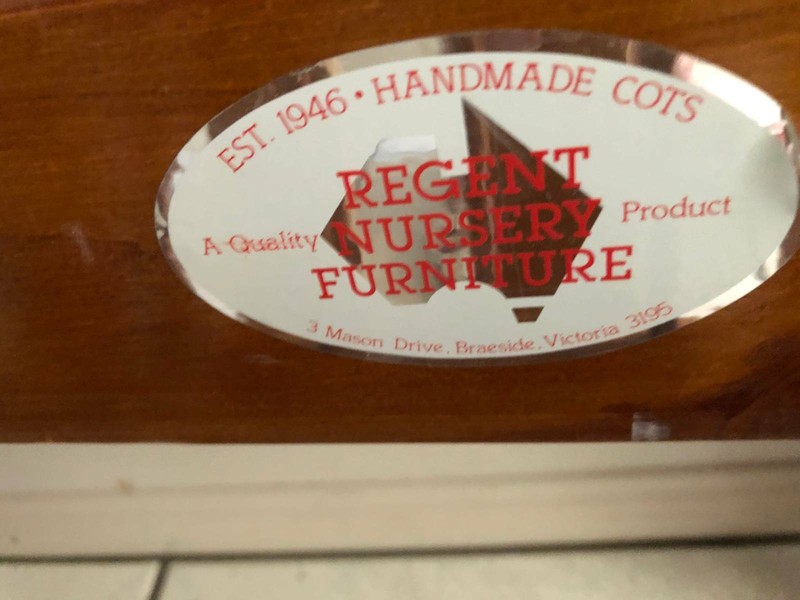 EST. 1946 • HANDMADE COTS
REGENT
NURSERY
FURNITURE
A Quality Product
3 Mason Drive, Braeside, Victoria 3195